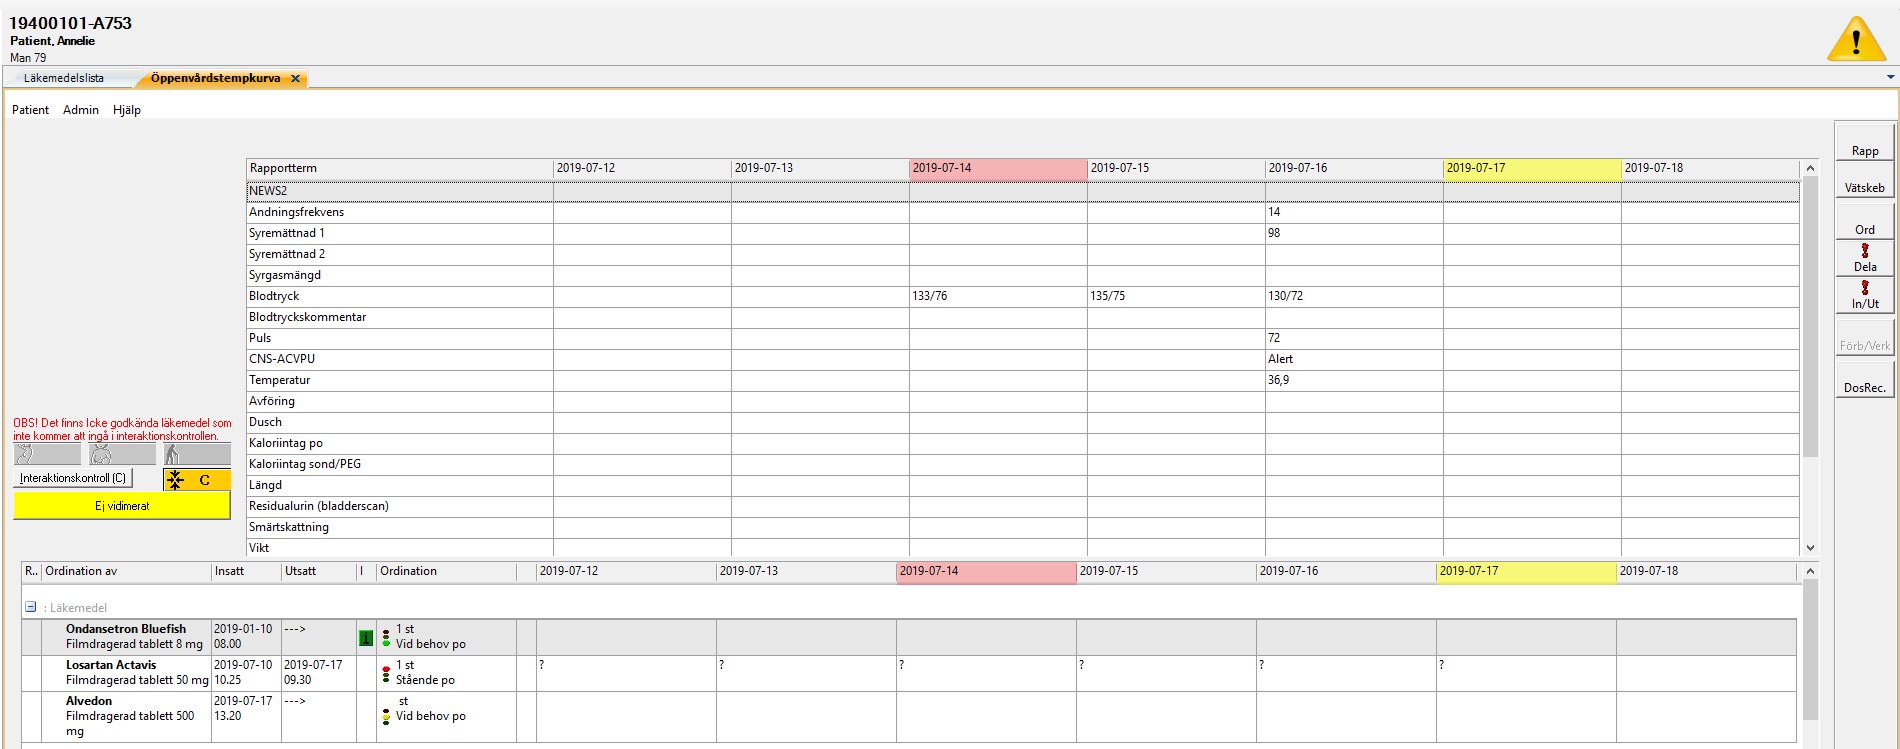 19400101-A753
Patient, Annelie
Man 79
Läkemedelslista
Öppenvårdstempkurva
Patient Admin Hjälp
Rapportterm 2019-07-12 2019-07-13 2019-07-14 2019-07-15 2019-07-16 2019-07-17 2019-07-18
NEWS2
Andningsfrekvens 14
Syremättnad 1 98
Syremättnad 2
Syrgasmängd
Blodtryck 133/76 135/75 130/72
Blodtryckskommentar
Puls 72
CNS-ACVPU Alert
Temperatur 36,9
Avföring
Dusch
Kaloriintag po
Kaloriintag sond/PEG
Längd
Residualurin (bladderscan)
Smärtskattning
Vikt
OBS! Det finns Icke godkända läkemedel som
inte kommer att ingå i interaktionskontrollen.
Interaktionskontroll (C) C
Ej vidimerat
Rapp
Vätskeb
Ord
Dela
In/Ut
Förb/Verk
DosRec.
R.. Ordination av Insatt Utsatt I Ordination 2019-07-12 2019-07-13 2019-07-14 2019-07-15 2019-07-16 2019-07-17 2019-07-18
: Läkemedel
Ondansetron Bluefish 2019-01-10 ---> i 1 st
Filmdragerad tablett 8 mg 08.00 Vid behov po
Losartan Actavis 2019-07-10 2019-07-17 1 st ? ? ? ? ? ?
Filmdragerad tablett 50 mg 10.25 09.30 Stående po
Alvedon 2019-07-17 ---> st
Filmdragerad tablett 500 13.20 Vid behov po
mg